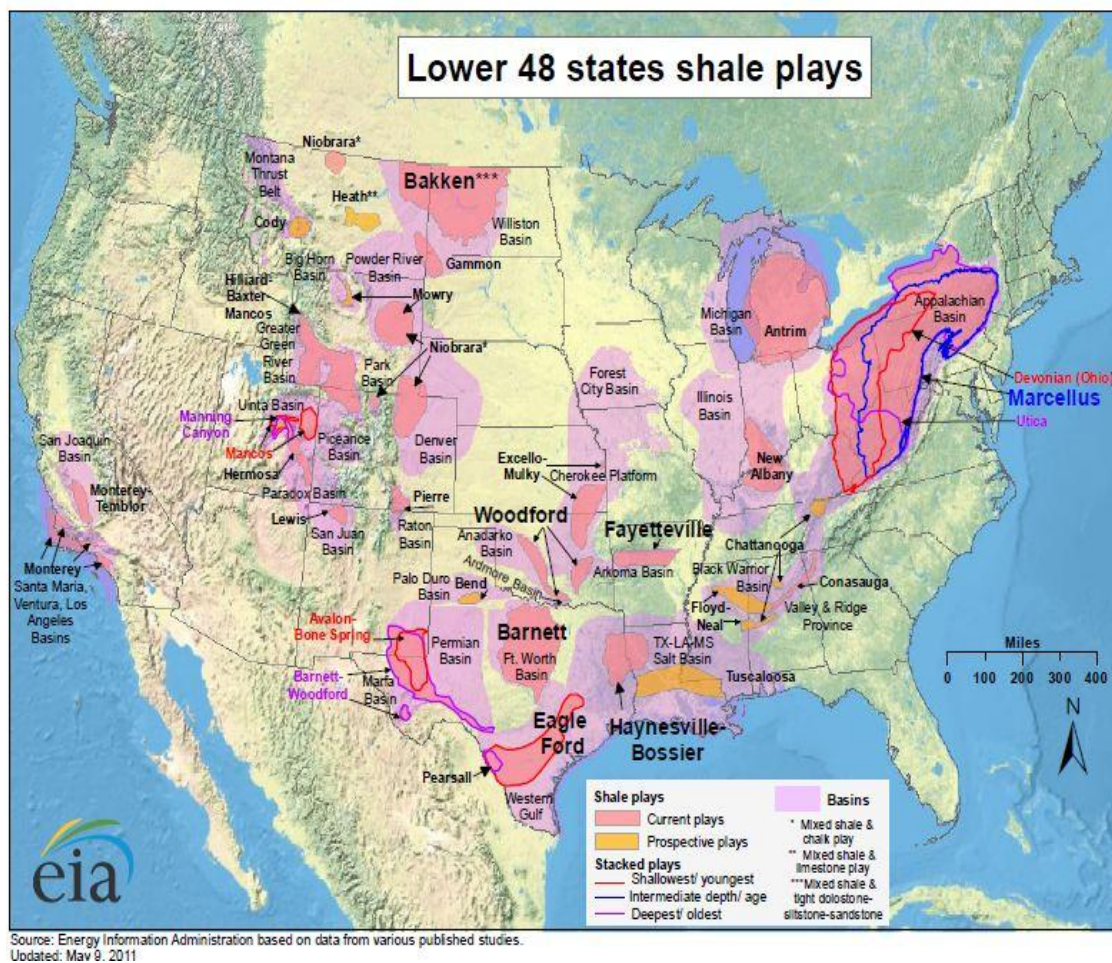 Lower 48 states shale plays
Niobrara*
Montana
Thrust
Belt
Bakken***
Heath**
Cody
Williston
Basin
Big Horn
Basin
Powder River
Basin
Gammon
Hilliard-
Baxter
Mancos
Mowry
Greater
Green
River
Basin
Niobrara*
Park
Basin
Michigan
Basin
Antrim
Appalachian
Basin
Devonian (Ohio)
Marcellus
Utica
Forest
City Basin
Illinois
Basin
Uinta Basin
Manning
Canyon
Mancos
Piceance
Basin
Denver
Basin
San Joaquin
Basin
Hermosa
Paradox Basin
Excello-
Mulky
Cherokee Platform
New
Albany
Monterey-
Temblor
Lewis
San Juan
Basin
Pierre
Raton
Basin
Woodford
Anadarko
Basin
Fayetteville
Arkoma Basin
Chattanooga
Black Warrior
Basin
Conasauga
Monterey
Santa Maria,
Ventura, Los
Angeles
Basins
Palo Duro
Basin
Bend
Ardmore Basin
Floyd-
Neal
Valley & Ridge
Province
Avalon-
Bone Spring
Permian
Basin
Barnett
Ft. Worth
Basin
TX-LA-MS
Salt Basin
Tuscaloosa
Barnett-
Woodford
Marfa
Basin
Eagle
Ford
Haynesville-
Bossier
Pearsall
Western
Gulf
Miles
0 100 200 300 400
N
Shale plays
Current plays
Prospective plays
Stacked plays
Shallowest/ youngest
Intermediate depth/ age
Deepest/ oldest
Basins
* Mixed shale &
chalk play
** Mixed shale &
limestone play
***Mixed shale &
tight dolostone-
siltstone-sandstone
eia
Source: Energy Information Administration based on data from various published studies.
Updated: May 9, 2011